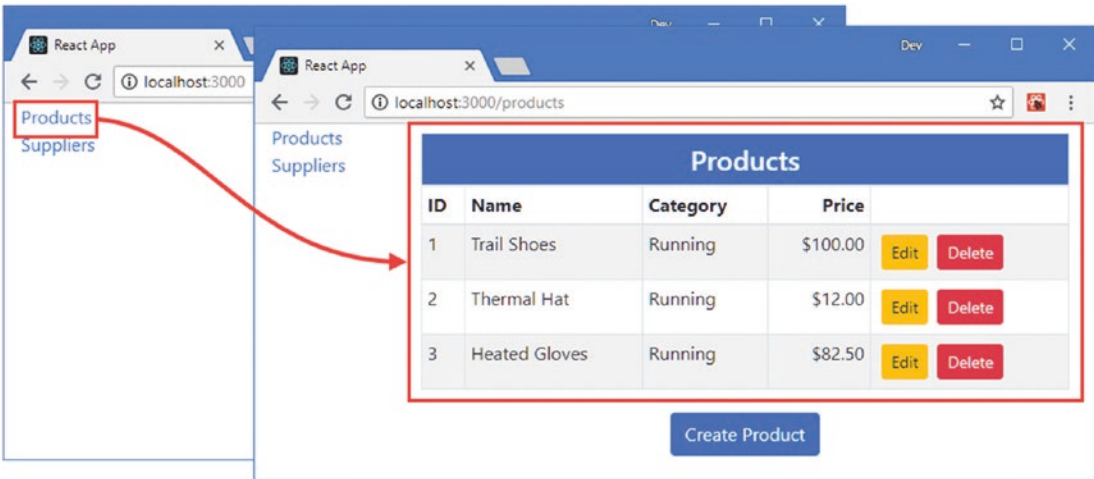 React App
localhost:3000
Products
Suppliers
Dev
React App
Dev
localhost:3000/products
Products
Suppliers
Products
ID Name Category Price
1 Trail Shoes Running $100.00 Edit Delete
2 Thermal Hat Running $12.00 Edit Delete
3 Heated Gloves Running $82.50 Edit Delete
Create Product